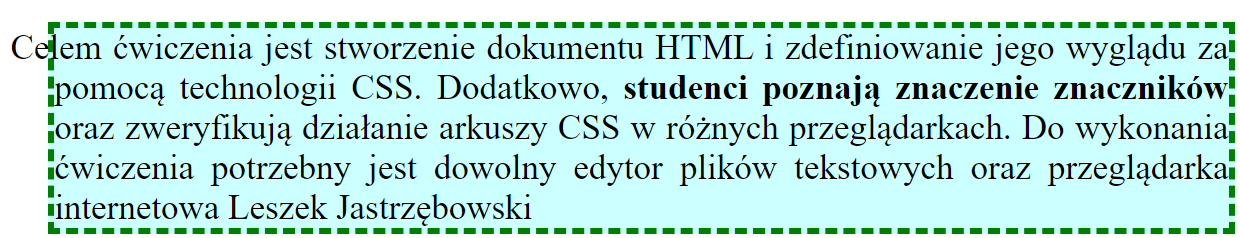 Celem ćwiczenia jest stworzenie dokumentu HTML i zdefiniowanie jego wyglądu za
pomocą technologii CSS. Dodatkowo, studenci poznają znaczenie znaczników
oraz zweryfikują działanie arkuszy CSS w różnych przeglądarkach. Do wykonania
ćwiczenia potrzebny jest dowolny edytor plików tekstowych oraz przeglądarka
internetowa Leszek Jastrzębowski